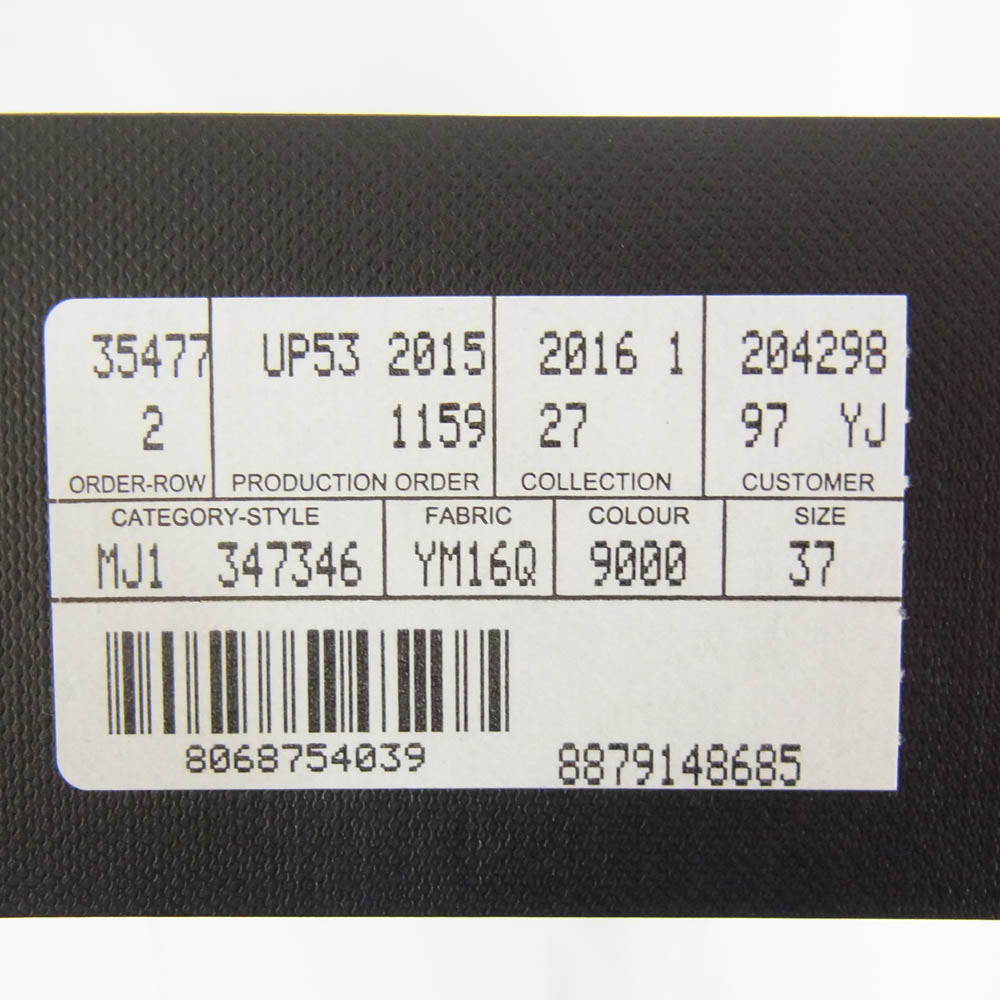 35477 UP53 2015 2016 1 204298
2 1159 27 97 YJ
ORDER-ROW PRODUCTION ORDER COLLECTION CUSTOMER
CATEGORY-STYLE FABRIC COLOUR SIZE
MJ1 347346 YM16Q 9000 37
8068754039 8879148685